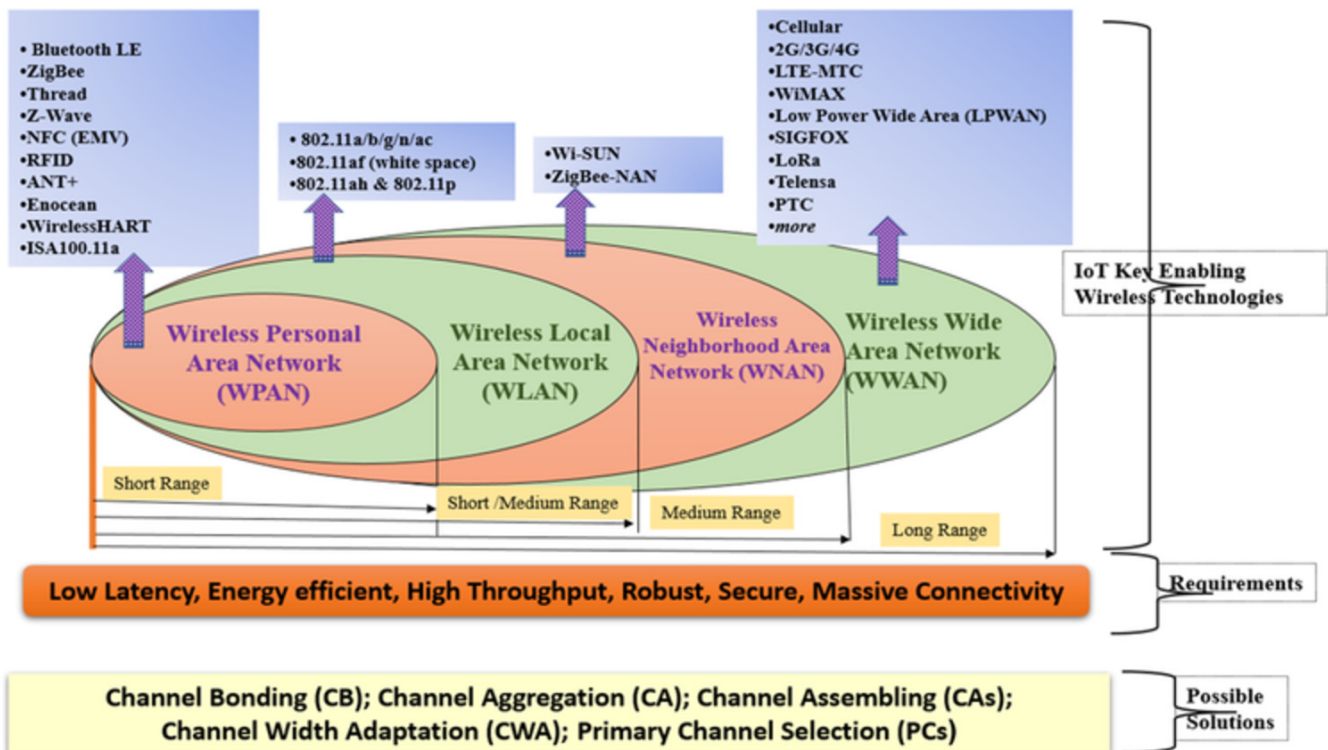 • Bluetooth LE
•ZigBee
•Thread
•Z-Wave
•NFC (EMV)
•RFID
•ANT+
•Enocean
•WirelessHART
•ISA100.11a
• 802.11a/b/g/n/ac
•802.11af (white space)
•802.11ah & 802.11p
•Wi-SUN
•ZigBee-NAN
•Cellular
•2G/3G/4G
•LTE-MTC
•WiMAX
•Low Power Wide Area (LPWAN)
•SIGFOX
•LoRa
•Telensa
•PTC
•more
IoT Key Enabling
Wireless Technologies
Wireless Personal
Area Network
(WPAN)
Wireless Local
Area Network
(WLAN)
Wireless
Neighborhood Area
Network (WNAN)
Wireless Wide
Area Network
(WWAN)
Short Range
Short /Medium Range
Medium Range
Long Range
Low Latency, Energy efficient, High Throughput, Robust, Secure, Massive Connectivity
Requirements
Channel Bonding (CB); Channel Aggregation (CA); Channel Assembling (CAs);
Channel Width Adaptation (CWA); Primary Channel Selection (PCs)
Possible
Solutions